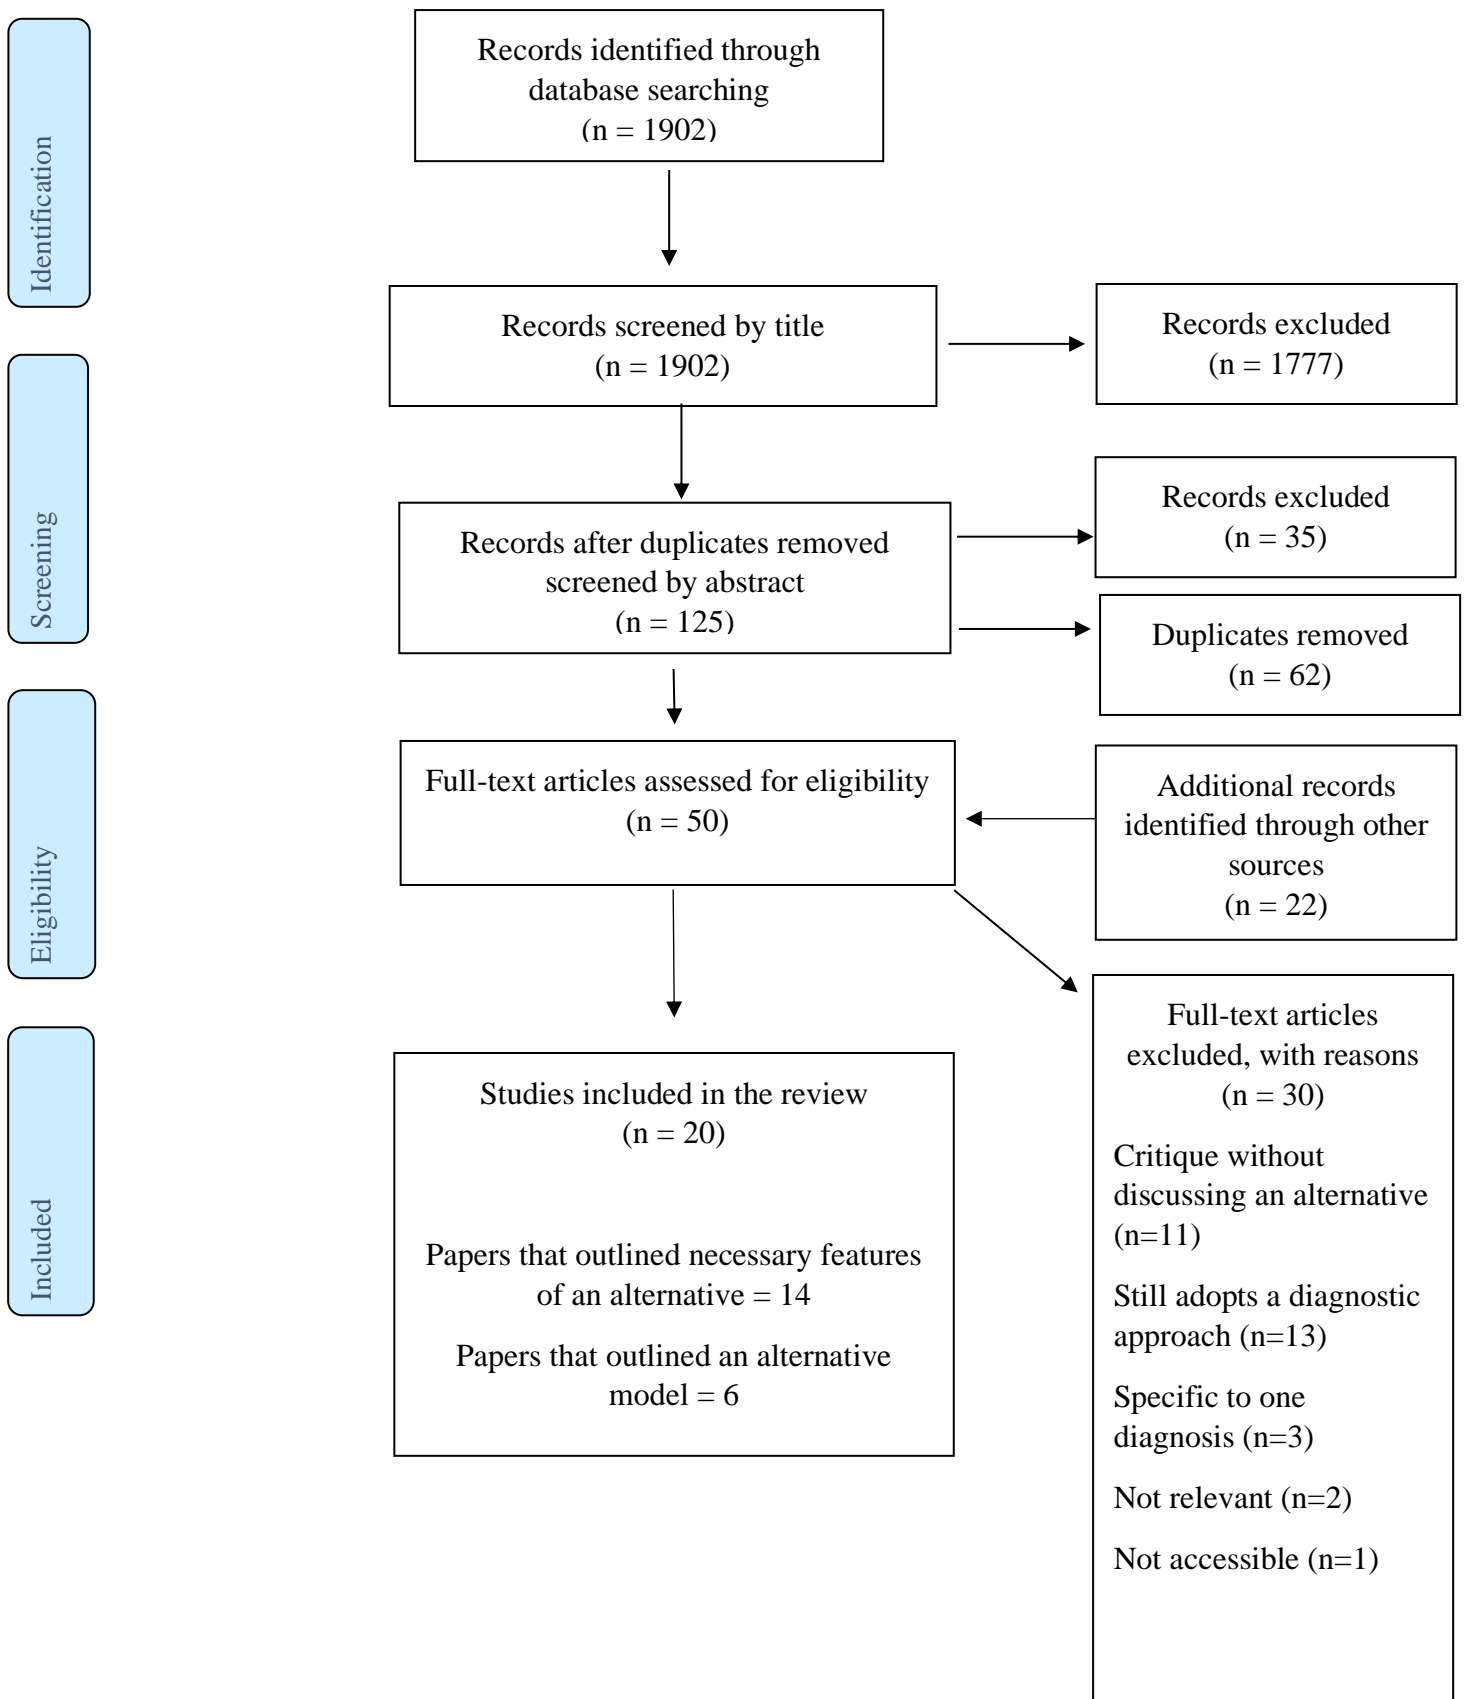 Identification
Records identified through
database searching
(n = 1902)
Records screened by title
(n = 1902)
Records excluded
(n = 1777)
Screening
Records after duplicates removed
screened by abstract
(n = 125)
Records excluded
(n = 35)
Duplicates removed
(n = 62)
Eligibility
Full-text articles assessed for eligibility
(n = 50)
Additional records
identified through other
sources
(n = 22)
Full-text articles
excluded, with reasons
(n = 30)
Critique without
discussing an alternative
(n=11)
Still adopts a diagnostic
approach (n=13)
Specific to one
diagnosis (n=3)
Not relevant (n=2)
Not accessible (n=1)
Included
Studies included in the review
(n = 20)
Papers that outlined necessary features
of an alternative = 14
Papers that outlined an alternative
model = 6